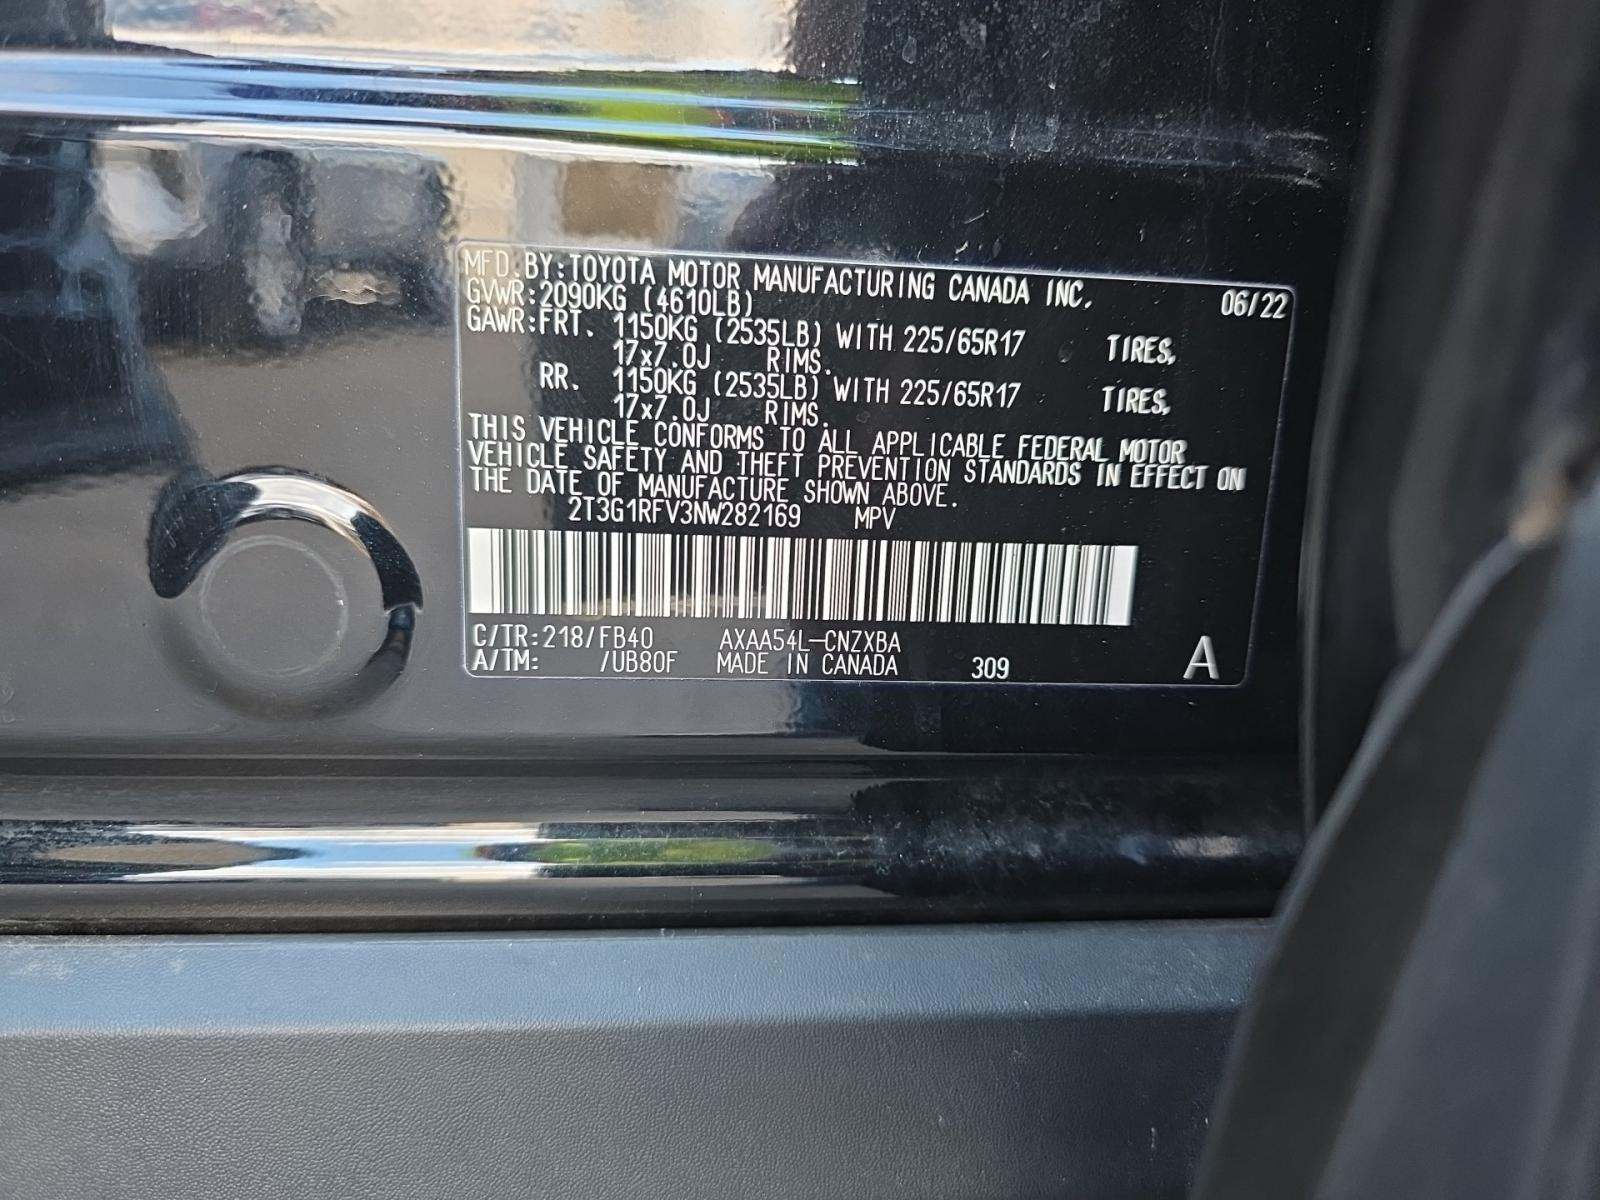 MFD.BY:TOYOTA MOTOR MANUFACTURING CANADA INC. 06/22
GVWR:2090KG (4610LB)
GAWR:FRT. 1150KG (2535LB) WITH 225/65R17 TIRES,
17x7.0J RIMS.
RR. 1150KG (2535LB) WITH 225/65R17 TIRES,
17x7.0J RIMS.
THIS VEHICLE CONFORMS TO ALL APPLICABLE FEDERAL MOTOR
VEHICLE SAFETY AND THEFT PREVENTION STANDARDS IN EFFECT ON
THE DATE OF MANUFACTURE SHOWN ABOVE.
2T3G1RFV3NW282169 MPV
C/TR:218/FB40 AXAA54L-CNZXBA
A/TM: /UB80F MADE IN CANADA 309 A